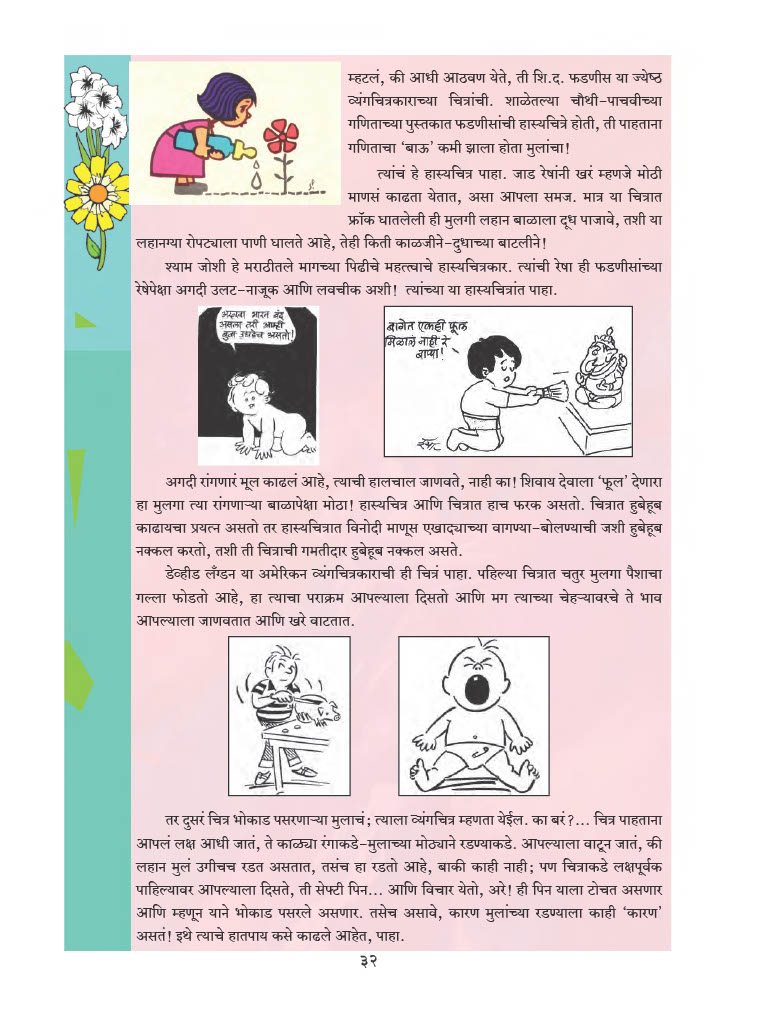 म्हटलं, की आधी आठवण येते, ती शि.द. फडणीस या ज्येष्ठ
व्यंगचित्रकाराच्या चित्रांची. शाळेतल्या चौथी-पाचवीच्या
गणिताच्या पुस्तकात फडणीसांची हास्यचित्रे होती, ती पाहताना
गणिताचा ‘बाऊ’ कमी झाला होता मुलांचा!
त्यांचं हे हास्यचित्र पाहा. जाड रेषांनी खरं म्हणजे मोठी
माणसं काढता येतात, असा आपला समज. मात्र या चित्रात
फ्रॉक घातलेली ही मुलगी लहान बाळाला दूध पाजावे, तशी या
लहानग्या रोपट्याला पाणी घालते आहे, तेही किती काळजीने-दुधाच्या बाटलीने!
श्याम जोशी हे मराठीतले मागच्या पिढीचे महत्त्वाचे हास्यचित्रकार. त्यांची रेषा ही फडणीसांच्या
रेषेपेक्षा अगदी उलट-नाजूक आणि लवचीक अशी! त्यांच्या या हास्यचित्रांत पाहा.
अख्खा भारत बंद
असला तरी आम्ही
बुवा उघडेच असतो!
बागेत एकही फूल
मिळालं नाही रे
बाप्पा!
अगदी रांगणारं मूल काढलं आहे, त्याची हालचाल जाणवते, नाही का! शिवाय देवाला ‘फूल’ देणारा
हा मुलगा त्या रांगणाऱ्या बाळापेक्षा मोठा! हास्यचित्र आणि चित्रात हाच फरक असतो. चित्रात हुबेहूब
काढायचा प्रयत्न असतो तर हास्यचित्रात विनोदी माणूस एखाद्याच्या वागण्या-बोलण्याची जशी हुबेहूब
नक्कल करतो, तशी ती चित्राची गमतीदार हुबेहूब नक्कल असते.
डेव्हीड लँग्डन या अमेरिकन व्यंगचित्रकाराची ही चित्रं पाहा. पहिल्या चित्रात चतुर मुलगा पैशाचा
गल्ला फोडतो आहे, हा त्याचा पराक्रम आपल्याला दिसतो आणि मग त्याच्या चेहऱ्यावरचे ते भाव
आपल्याला जाणवतात आणि खरे वाटतात.
तर दुसरं चित्र भोकाड पसरणाऱ्या मुलाचं; त्याला व्यंगचित्र म्हणता येईल. का बरं?... चित्र पाहताना
आपलं लक्ष आधी जातं, ते काळ्या रंगाकडे-मुलाच्या मोठ्याने रडण्याकडे. आपल्याला वाटून जातं, की
लहान मुलं उगीचच रडत असतात, तसंच हा रडतो आहे, बाकी काही नाही; पण चित्राकडे लक्षपूर्वक
पाहिल्यावर आपल्याला दिसते, ती सेफ्टी पिन... आणि विचार येतो, अरे! ही पिन याला टोचत असणार
आणि म्हणून याने भोकाड पसरले असणार. तसेच असावे, कारण मुलांच्या रडण्याला काही ‘कारण’
असतं! इथे त्याचे हातपाय कसे काढले आहेत, पाहा.
३२